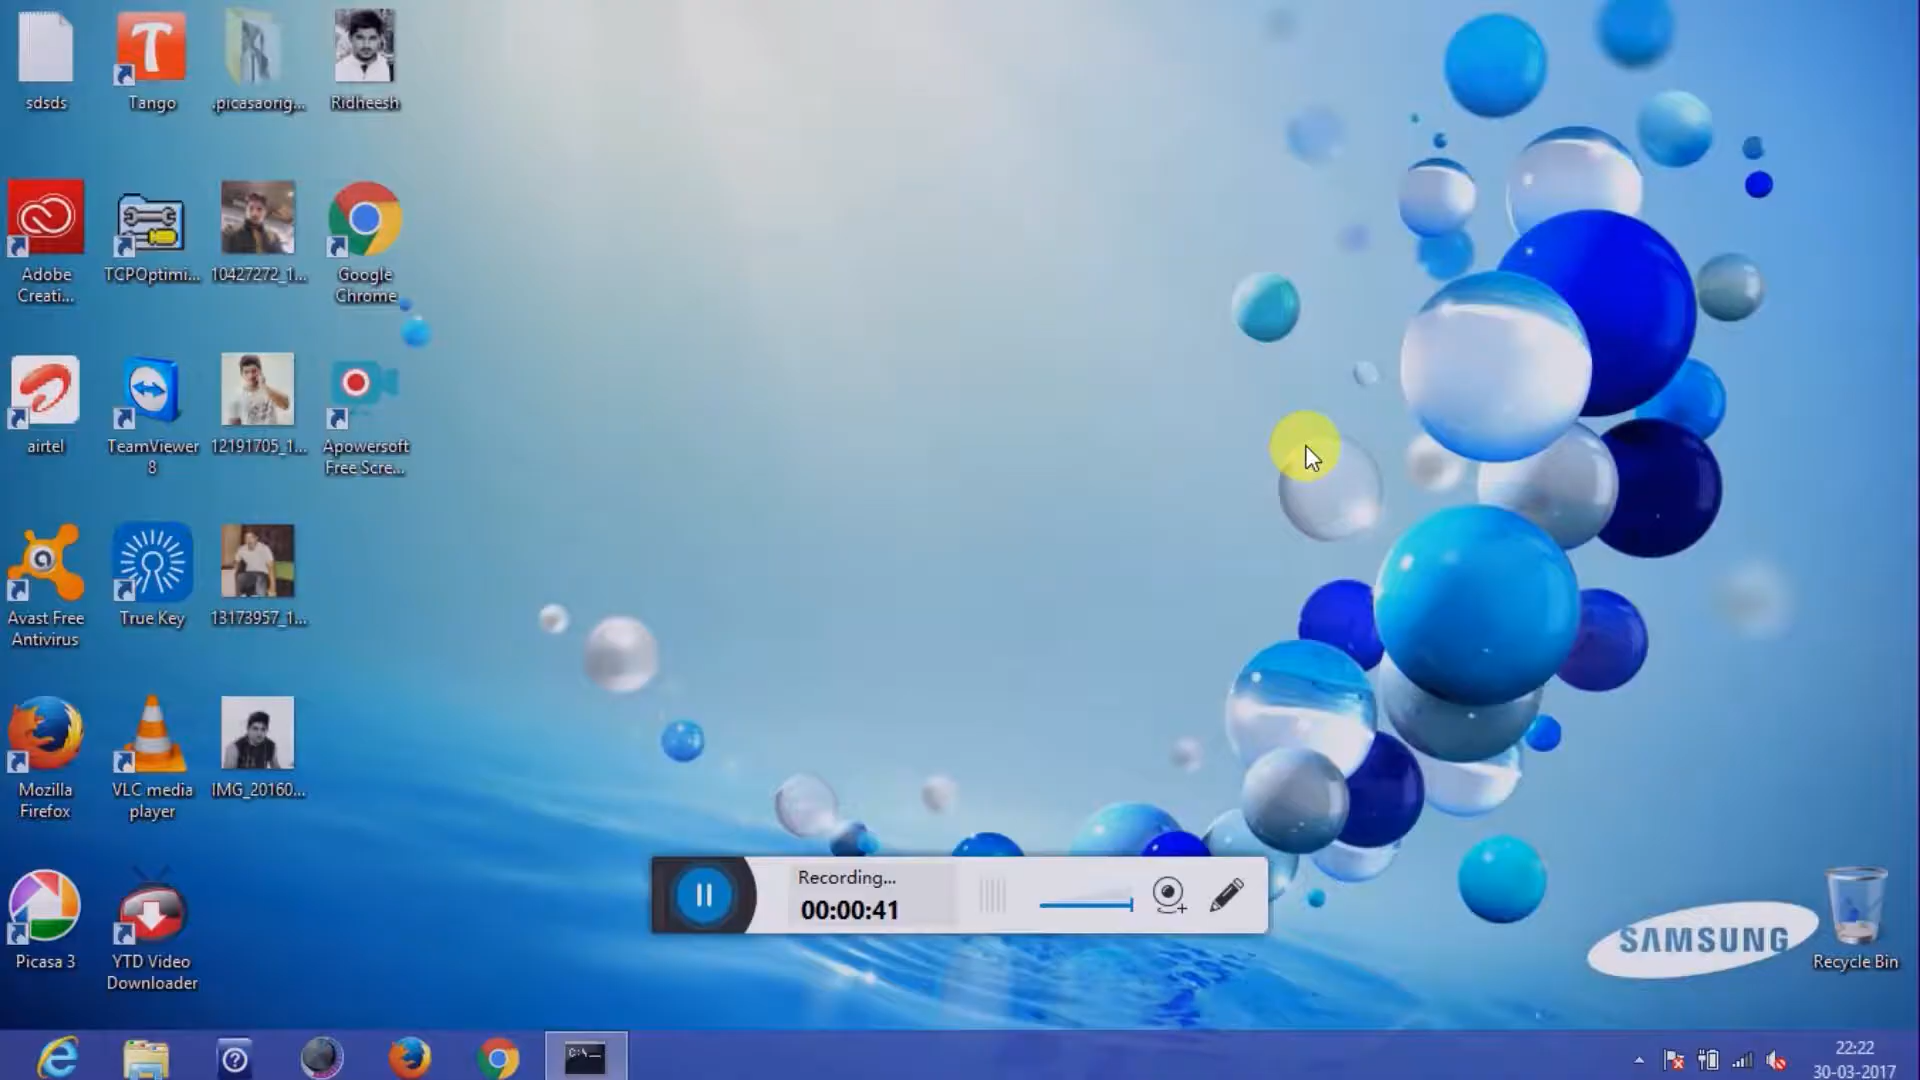 sdsds
Tango
.picasaorig...
Ridheesh
Adobe
Creati...
TCPOptimi...
10427272_1...
Google
Chrome
airtel
TeamViewer
8
12191705_1...
Apowersoft
Free Scre...
Avast Free
Antivirus
True Key
13173957_1...
Mozilla
Firefox
VLC media
player
IMG_20160...
Picasa 3
YTD Video
Downloader
Recording...
00:00:41
SAMSUNG
Recycle Bin
C:\_
22:22
30-03-2017